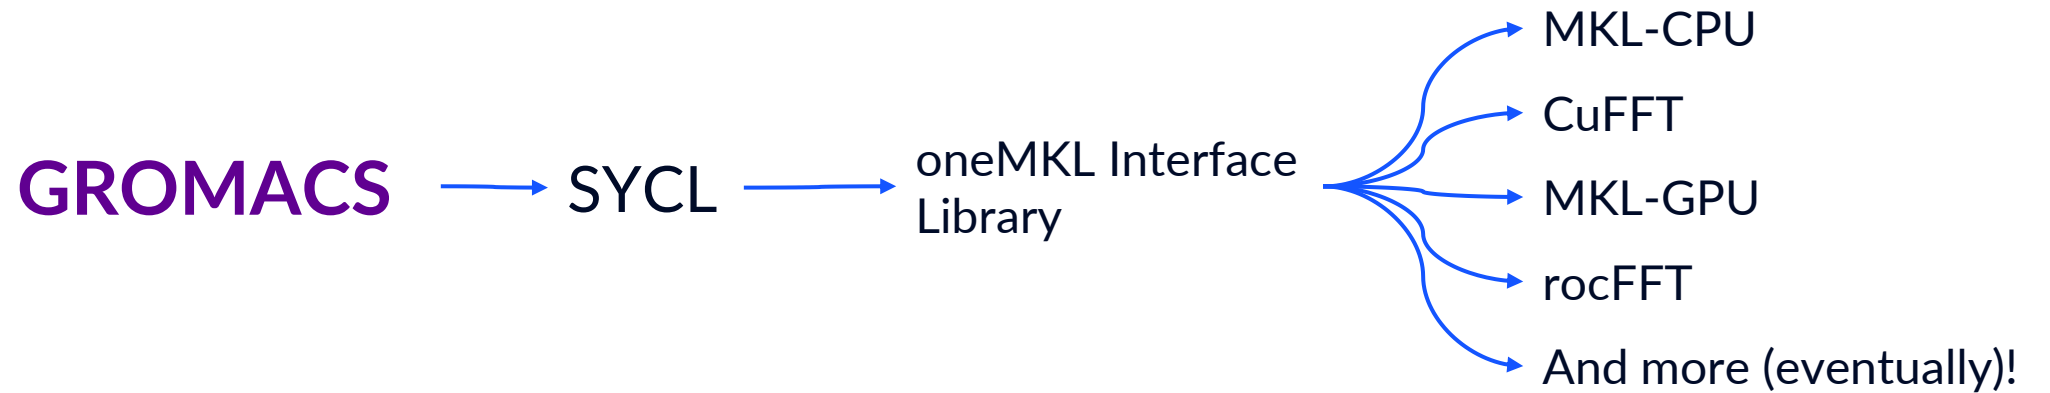 GROMACS
SYCL
oneMKL Interface
Library
MKL-CPU
CuFFT
MKL-GPU
rocFFT
And more (eventually)!